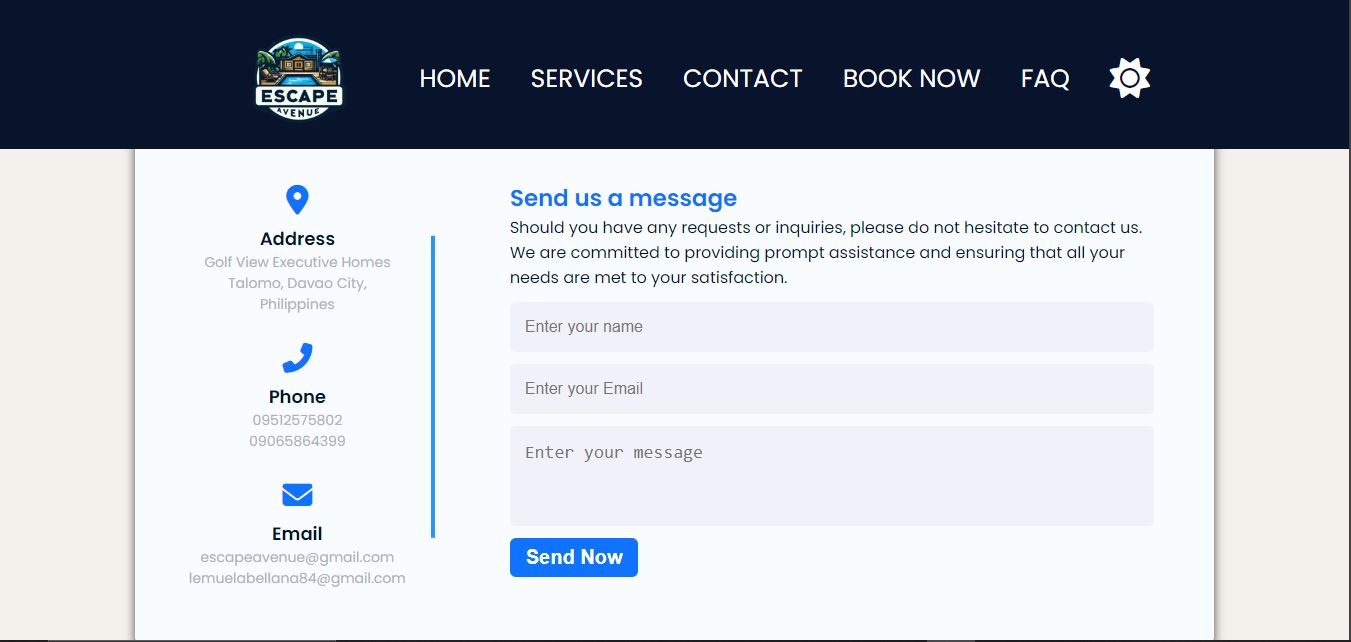 ESCAPE
AVENUE
HOME
SERVICES
CONTACT
BOOK NOW
FAQ
Address
Golf View Executive Homes
Talomo, Davao City,
Philippines
Phone
09512575802
09065864399
Email
escapeavenue@gmail.com
lemuelabellana84@gmail.com
Send us a message
Should you have any requests or inquiries, please do not hesitate to contact us.
We are committed to providing prompt assistance and ensuring that all your
needs are met to your satisfaction.
Enter your name
Enter your Email
Enter your message
Send Now